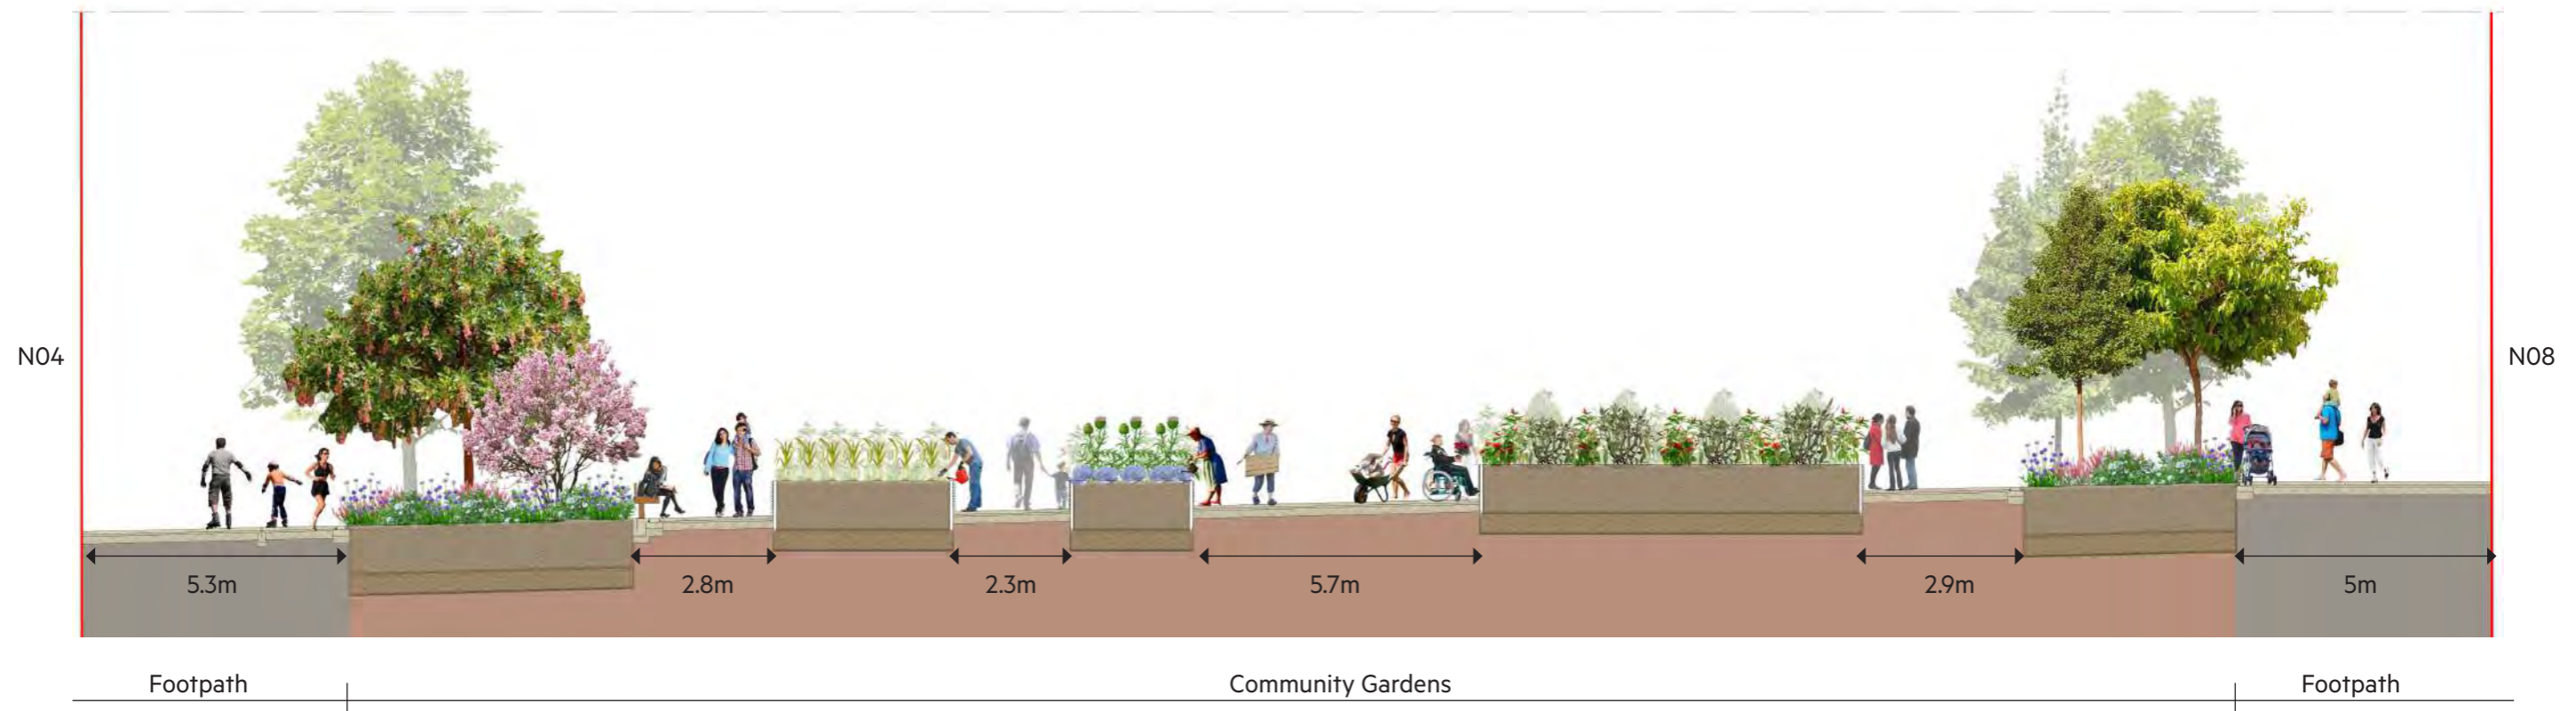 N04
N08
5.3m
2.8m
2.3m
5.7m
2.9m
5m
Footpath
Community Gardens
Footpath